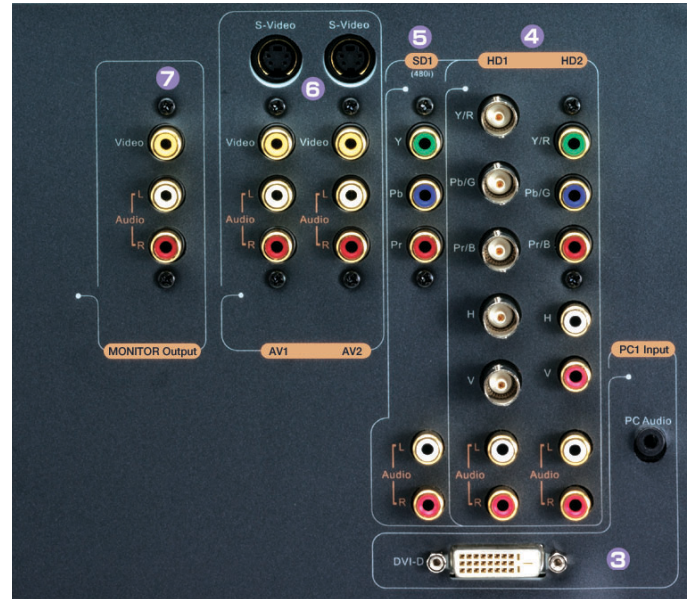 7
Video
L
Audio
R
MONITOR Output
S-Video
S-Video
6
Video
Video
L
L
Audio
Audio
R
R
AV1
AV2
5
SD1
(480i)
Y
Pb
Pr
L
Audio
R
4
HD1
HD2
Y/R
Y/R
Pb/G
Pb/G
Pr/B
Pr/B
H
H
V
V
L
L
Audio
Audio
R
R
PC1 Input
PC Audio
DVI-D
3